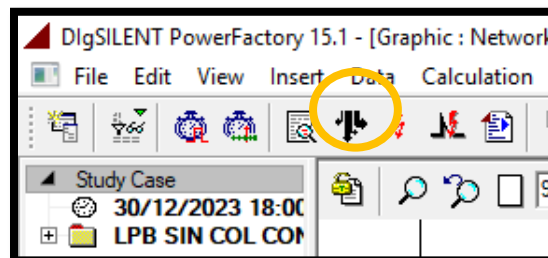 DIgSILENT PowerFactory 15.1 - [Graphic : Network
File Edit View Insert Data Calculation
Study Case
30/12/2023 18:00
LPB SIN COL CON